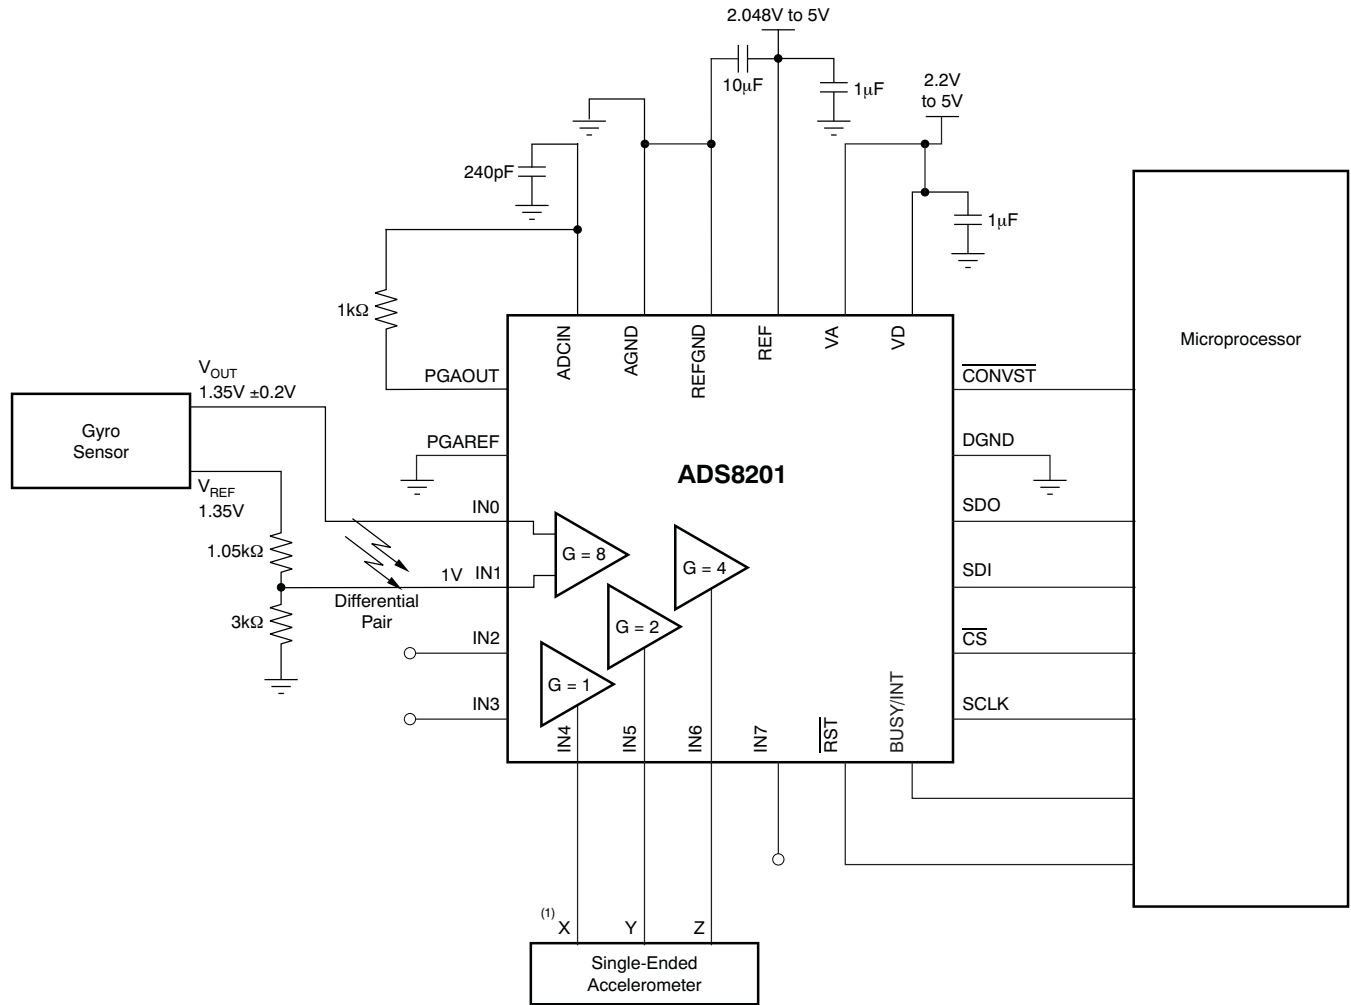 2.048V to 5V
10μF
1μF
2.2V
to 5V
240pF
1μF
1kΩ
ADCIN
AGND
REFGND
REF
VA
VD
Microprocessor
VOUT
1.35V ±0.2V
PGAOUT
CONVST
Gyro
Sensor
PGAREF
DGND
ADS8201
VREF
1.35V
IN0
SDO
1.05kΩ
G = 8
G = 4
1V
IN1
SDI
Differential
Pair
3kΩ
G = 2
IN2
CS
G = 1
IN3
SCLK
IN4
IN5
IN6
IN7
RST
BUSY/INT
(1)
X
Y
Z
Single-Ended
Accelerometer